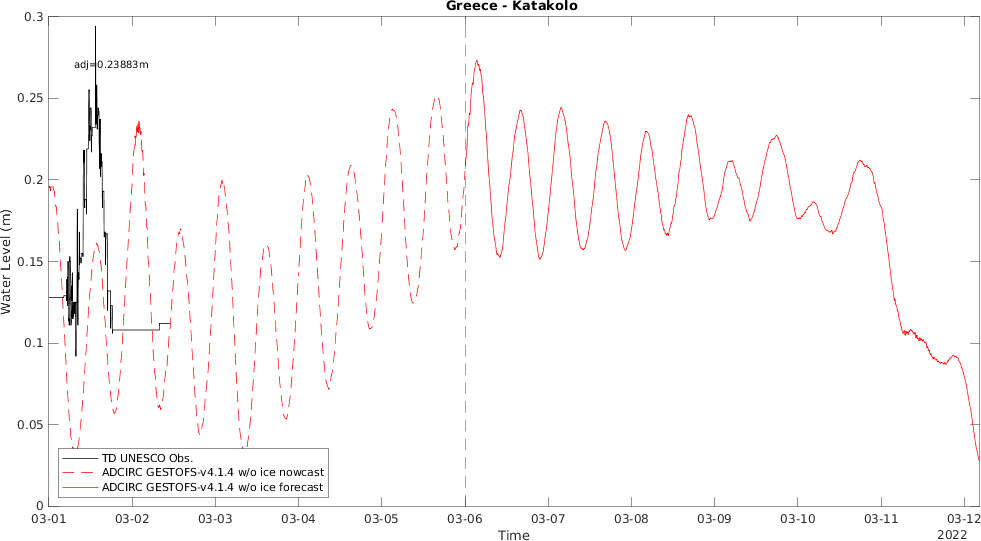 Greece - Katakolo
0.3
0.25
0.2
0.15
0.1
0.05
0
Water Level (m)
adj=0.23883m
TD UNESCO Obs.
ADCIRC GESTOFS-v4.1.4 w/o ice nowcast
ADCIRC GESTOFS-v4.1.4 w/o ice forecast
03-01 03-02 03-03 03-04 03-05 03-06 03-07 03-08 03-09 03-10 03-11 03-12
Time
2022